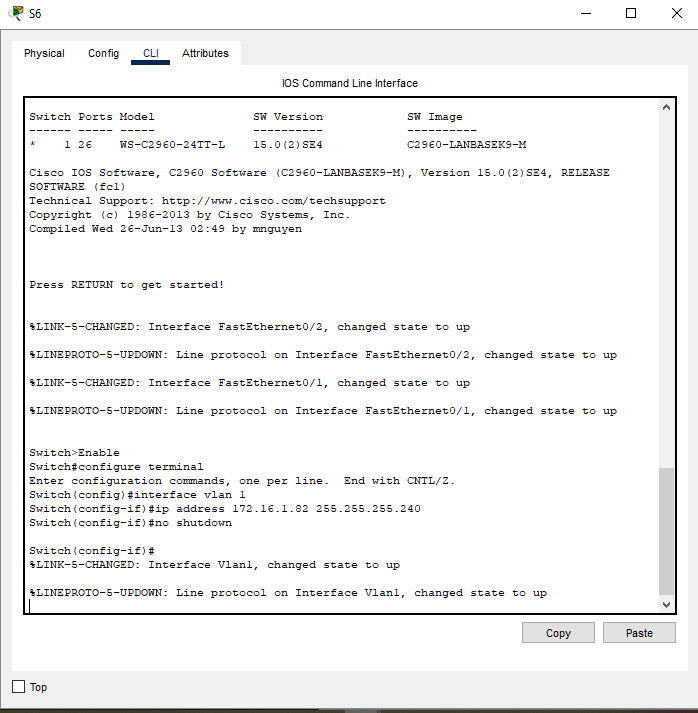 S6
Physical Config CLI Attributes
IOS Command Line Interface
Switch Ports Model SW Version SW Image
------ ----- ----- ---------- ----------
* 1 26 WS-C2960-24TT-L 15.0(2)SE4 C2960-LANBASEK9-M
Cisco IOS Software, C2960 Software (C2960-LANBASEK9-M), Version 15.0(2)SE4, RELEASE
SOFTWARE (fc1)
Technical Support: http://www.cisco.com/techsupport
Copyright (c) 1986-2013 by Cisco Systems, Inc.
Compiled Wed 26-Jun-13 02:49 by mnguyen
Press RETURN to get started!
%LINK-5-CHANGED: Interface FastEthernet0/2, changed state to up
%LINEPROTO-5-UPDOWN: Line protocol on Interface FastEthernet0/2, changed state to up
%LINK-5-CHANGED: Interface FastEthernet0/1, changed state to up
%LINEPROTO-5-UPDOWN: Line protocol on Interface FastEthernet0/1, changed state to up
Switch>Enable
Switch#configure terminal
Enter configuration commands, one per line. End with CNTL/Z.
Switch(config)#interface vlan 1
Switch(config-if)#ip address 172.16.1.82 255.255.255.240
Switch(config-if)#no shutdown
Switch(config-if)#
%LINK-5-CHANGED: Interface Vlan1, changed state to up
%LINEPROTO-5-UPDOWN: Line protocol on Interface Vlan1, changed state to up
Copy Paste
Top